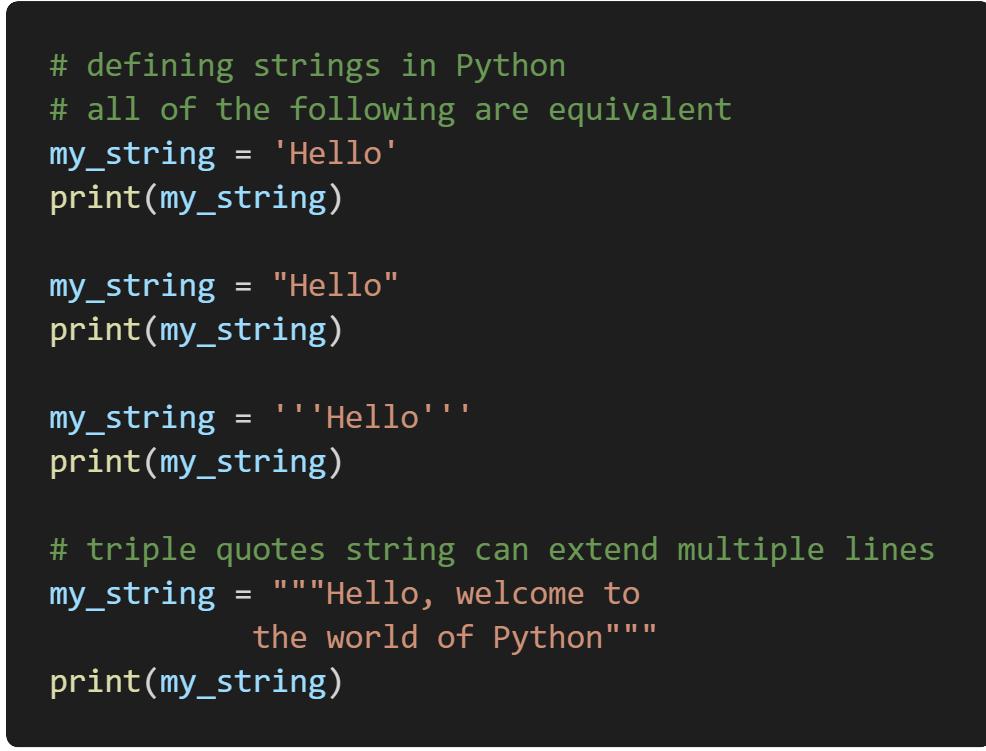 # defining strings in Python
# all of the following are equivalent
my_string = 'Hello'
print(my_string)

my_string = "Hello"
print(my_string)

my_string = '''Hello'''
print(my_string)

# triple quotes string can extend multiple lines
my_string = """Hello, welcome to
           the world of Python"""
print(my_string)